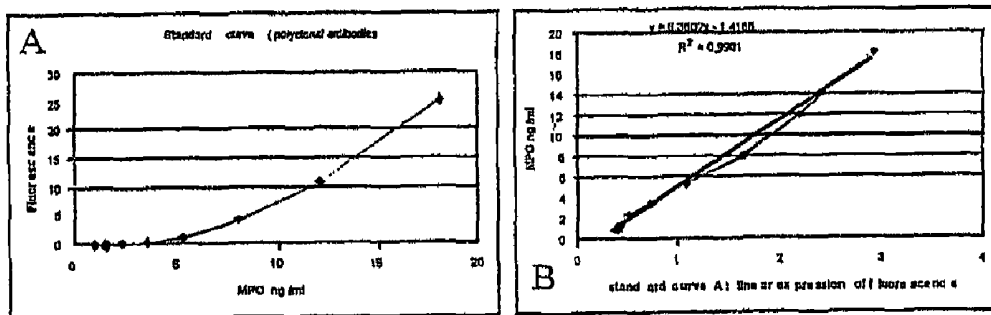 A
Standard curve (polyclonal antibodies
Fluorescence
30
25
20
15
10
5
0
0 5 10 15 20
MPO ng/ml
B
R² = 0,9901
MPO ng/ml
20
18
16
14
12
10
8
6
4
2
0
0 1 2 3 4
standard curve A: linear expression of fluorescence